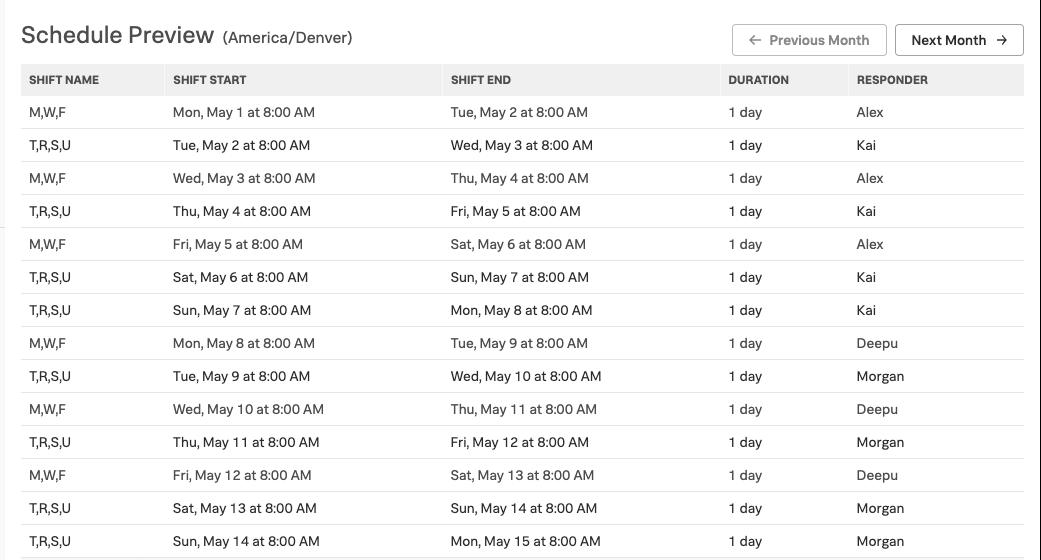 Schedule Preview (America/Denver) ← Previous Month Next Month →
SHIFT NAME SHIFT START SHIFT END DURATION RESPONDER
M,W,F Mon, May 1 at 8:00 AM Tue, May 2 at 8:00 AM 1 day Alex
T,R,S,U Tue, May 2 at 8:00 AM Wed, May 3 at 8:00 AM 1 day Kai
M,W,F Wed, May 3 at 8:00 AM Thu, May 4 at 8:00 AM 1 day Alex
T,R,S,U Thu, May 4 at 8:00 AM Fri, May 5 at 8:00 AM 1 day Kai
M,W,F Fri, May 5 at 8:00 AM Sat, May 6 at 8:00 AM 1 day Alex
T,R,S,U Sat, May 6 at 8:00 AM Sun, May 7 at 8:00 AM 1 day Kai
T,R,S,U Sun, May 7 at 8:00 AM Mon, May 8 at 8:00 AM 1 day Kai
M,W,F Mon, May 8 at 8:00 AM Tue, May 9 at 8:00 AM 1 day Deepu
T,R,S,U Tue, May 9 at 8:00 AM Wed, May 10 at 8:00 AM 1 day Morgan
M,W,F Wed, May 10 at 8:00 AM Thu, May 11 at 8:00 AM 1 day Deepu
T,R,S,U Thu, May 11 at 8:00 AM Fri, May 12 at 8:00 AM 1 day Morgan
M,W,F Fri, May 12 at 8:00 AM Sat, May 13 at 8:00 AM 1 day Deepu
T,R,S,U Sat, May 13 at 8:00 AM Sun, May 14 at 8:00 AM 1 day Morgan
T,R,S,U Sun, May 14 at 8:00 AM Mon, May 15 at 8:00 AM 1 day Morgan